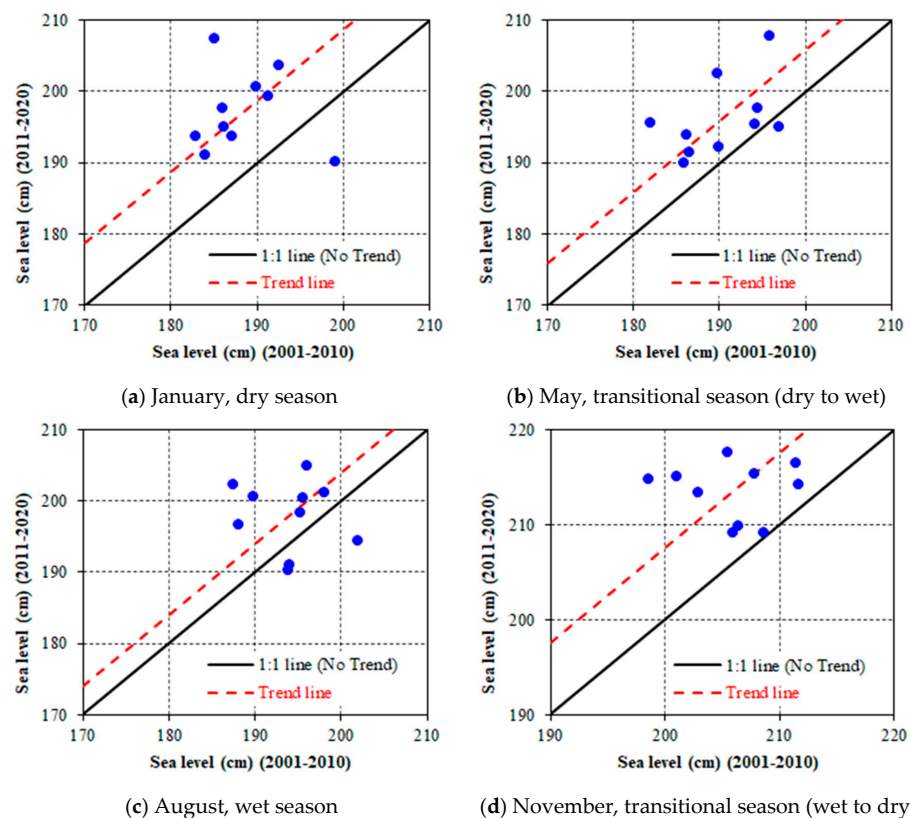 210
200
190
180
170
Sea level (cm) (2011-2020)
1:1 line (No Trend)
Trend line
170 180 190 200 210
Sea level (cm) (2001-2010)
(a) January, dry season
210
200
190
180
170
Sea level (cm) (2011-2020)
1:1 line (No Trend)
Trend line
170 180 190 200 210
Sea level (cm) (2001-2010)
(b) May, transitional season (dry to wet)
210
200
190
180
170
Sea level (cm) (2011-2020)
1:1 line (No Trend)
Trend line
170 180 190 200 210
Sea level (cm) (2001-2010)
(c) August, wet season
220
210
200
190
Sea level (cm) (2011-2020)
1:1 line (No Trend)
Trend line
190 200 210 220
Sea level (cm) (2001-2010)
(d) November, transitional season (wet to dry